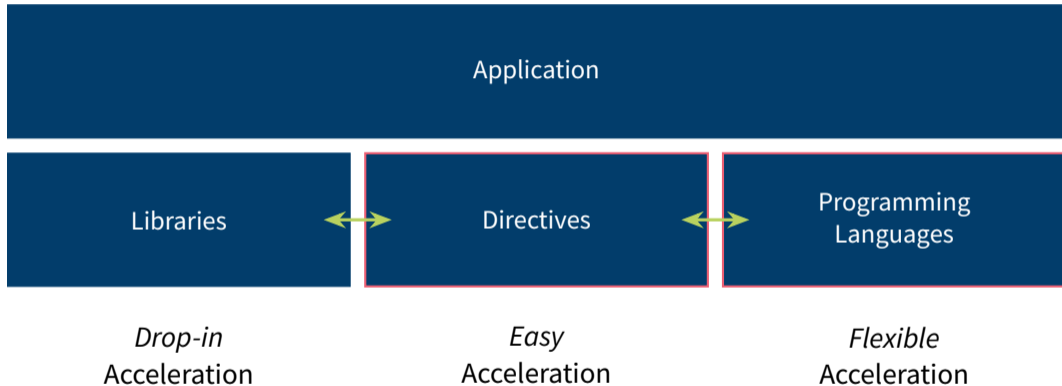 Application
Libraries
Directives
Programming
Languages
Drop-in
Acceleration
Easy
Acceleration
Flexible
Acceleration